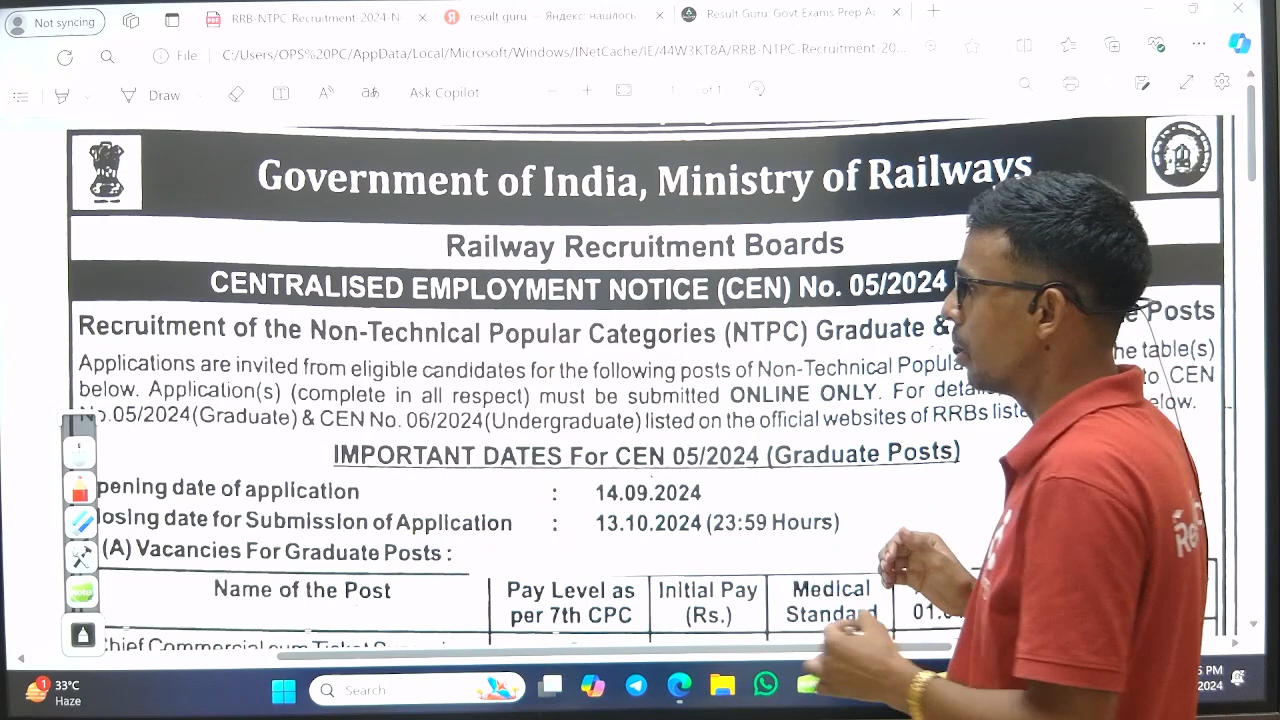 Not syncing
RRB-NTPC-Recruitment-2024-N
result guru — Яндекс: нашлось
Result Guru: Govt Exams Prep A
File
C:/Users/OPS%20PC/AppData/Local/Microsoft/Windows/INetCache/IE/44W3KT8A/RRB-NTPC-Recruitment-20...
Draw
Ask Copilot
1 of 1
Government of India, Ministry of Railways
Railway Recruitment Boards
CENTRALISED EMPLOYMENT NOTICE (CEN) No. 05/2024
Recruitment of the Non-Technical Popular Categories (NTPC) Graduate & Posts
Applications are invited from eligible candidates for the following posts of Non-Technical table(s)
below. Application(s) (complete in all respect) must be submitted ONLINE ONLY. For to CEN
No.05/2024(Graduate) & CEN No. 06/2024(Undergraduate) listed on the official websites of RRBs
IMPORTANT DATES For CEN 05/2024 (Graduate Posts)
pening date of application : 14.09.2024
losing date for Submission of Application : 13.10.2024 (23:59 Hours)
(A) Vacancies For Graduate Posts :
Name of the Post
Pay Level as
per 7th CPC
Initial Pay
(Rs.)
Medical
Standard
01.
1
33°C
Haze
Search
PM
2024
Re